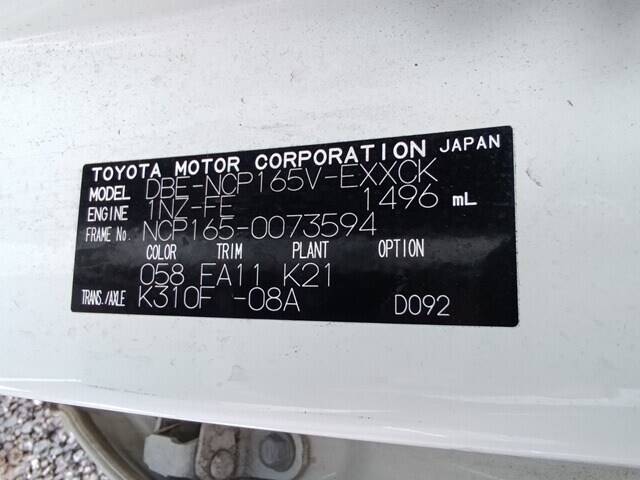 TOYOTA MOTOR CORPORATION JAPAN
MODEL DBE-NCP165V-EXXCK
ENGINE 1NZ-FE 1496 mL
FRAME No. NCP165-0073594
COLOR TRIM PLANT OPTION
058 FA11 K21
TRANS./AXLE K310F -08A D092